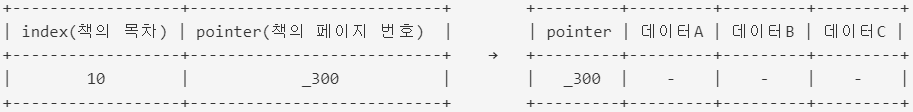 index(책의 목차) pointer(책의 페이지 번호) → pointer 데이터A 데이터B 데이터C
10 _300 _300 - - -